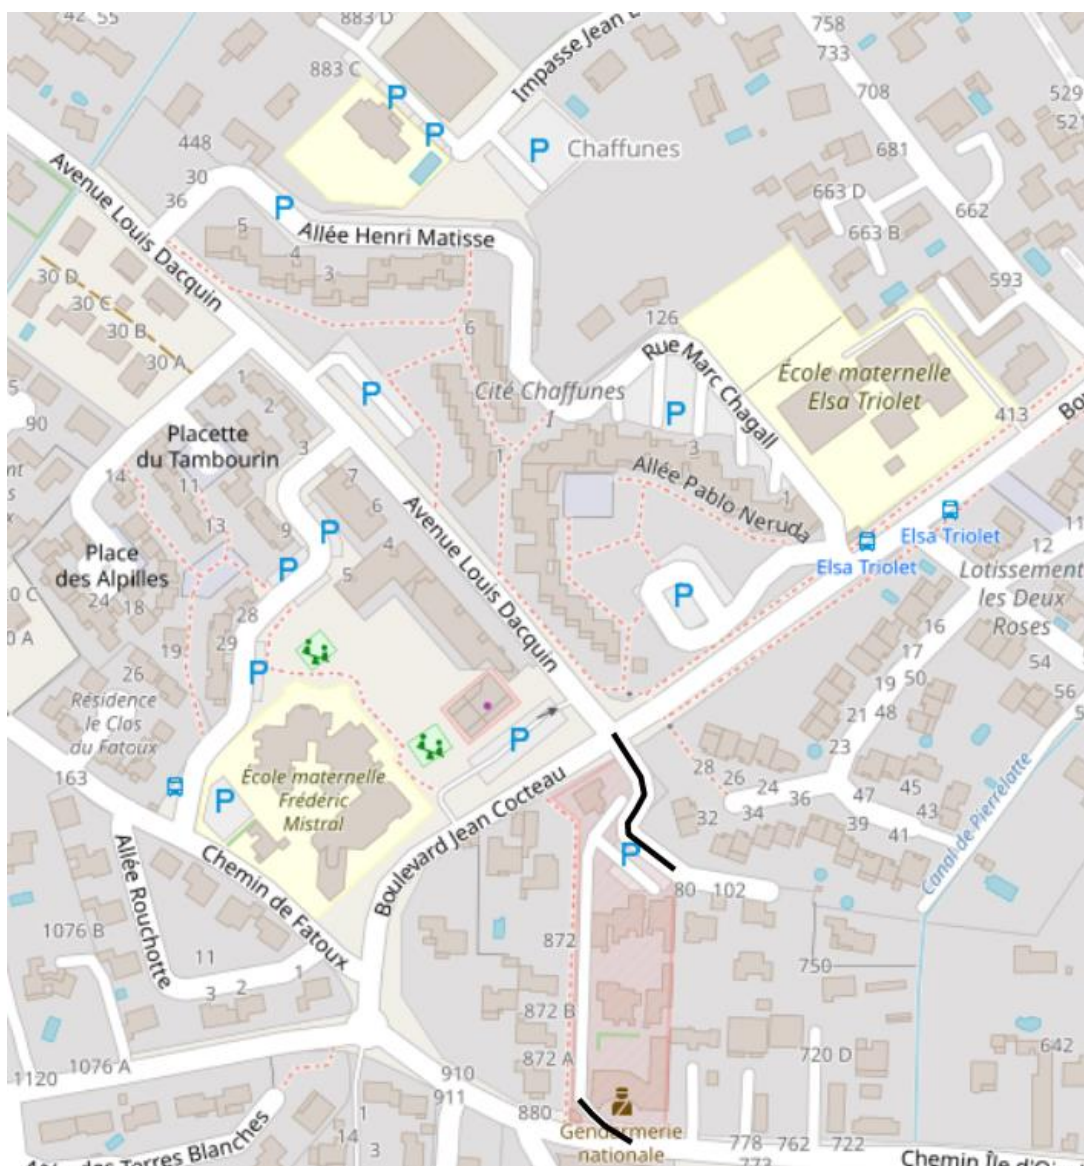 42
55
883 D
883 C
Impasse Jean
758
733
708
529
521
681
448
Chaffunes
30
36
663 D
662
663 B
Avenue Louis Dacquin
Allée Henri Matisse
5
4
3
30 D
30 C
30 B
30 A
593
126
6
Rue Marc Chagall
École maternelle
Elsa Triolet
Cité Chaffunes
1
413
90
1
2
3
Placette
du Tambourin
14
11
13
9
7
6
4
5
1
3
Allée Pablo Neruda
1
Avenue Louis Dacquin
Elsa Triolet
Elsa Triolet
12
Lotissement
les Deux
Roses
Place
des Alpilles
24
18
28
29
19
26
Résidence
le Clos
du Fatoux
16
17
50
19
48
21
23
54
56
163
P
École maternelle
Frédéric
Mistral
Boulevard Jean Cocteau
28
26
24
34
36
32
47
45
43
39
41
Canal de Pierrelatte
80
102
Allée Rouchotte
Chemin de Fatoux
1076 B
11
3
2
1
872
872 B
872 A
750
720 D
642
1076 A
1120
910
911
880
Gendarmerie
nationale
1
14
3
des Terres Blanches
778
762
722
773
Chemin Île d'O